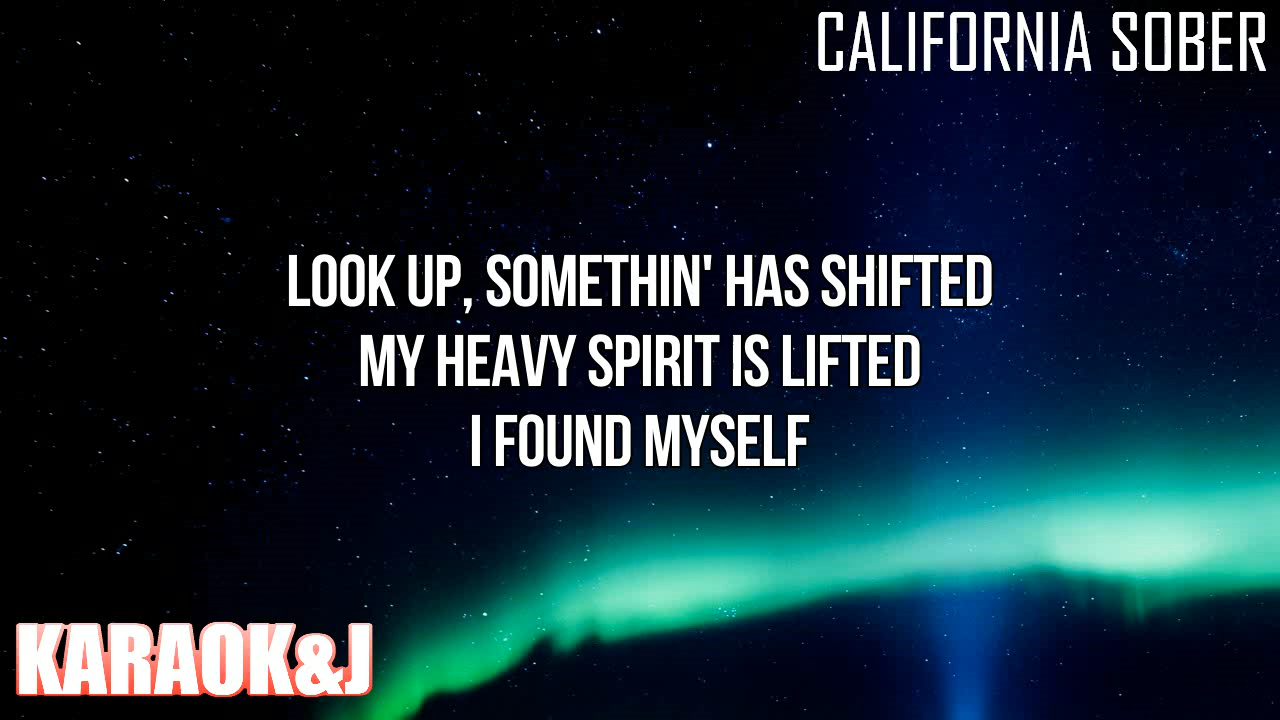 CALIFORNIA SOBER
LOOK UP, SOMETHIN' HAS SHIFTED
MY HEAVY SPIRIT IS LIFTED
I FOUND MYSELF
KARAOK&J